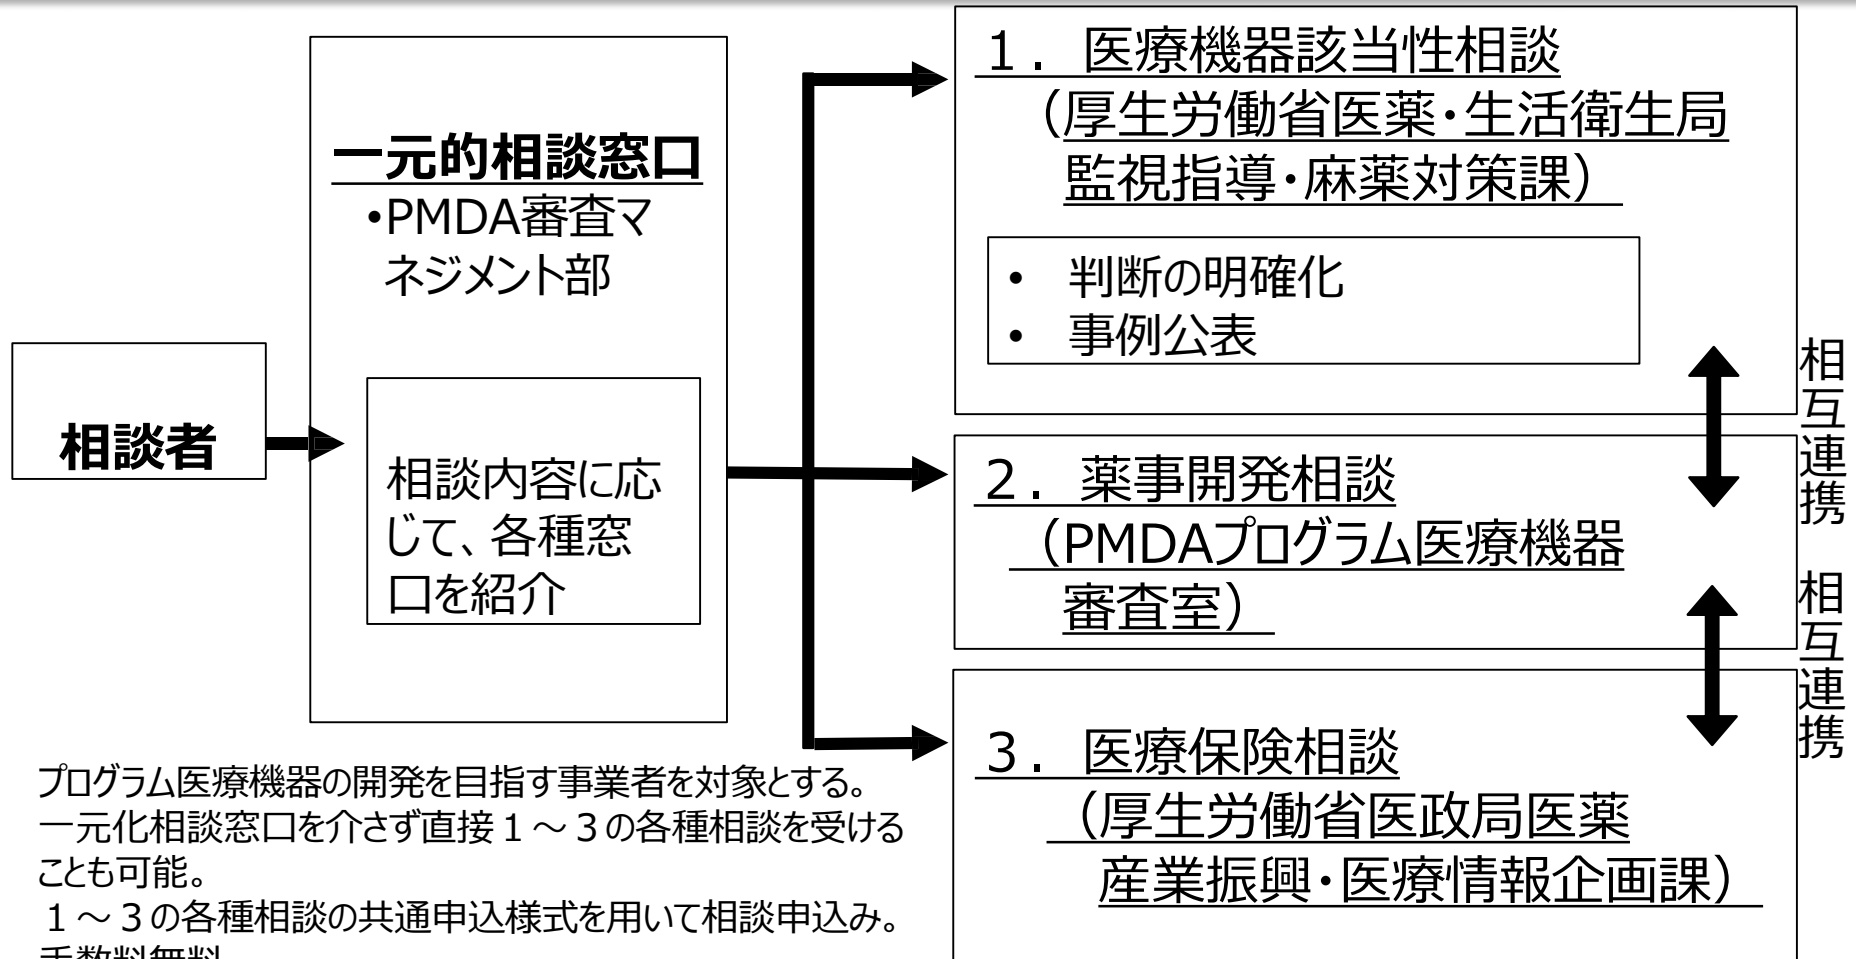 相談者
一元的相談窓口
•PMDA審査マ
ネジメント部
相談内容に応
じて、各種窓
口を紹介
１．医療機器該当性相談
（厚生労働省医薬・生活衛生局
監視指導・麻薬対策課）
• 判断の明確化
• 事例公表
相互連携
２．薬事開発相談
（PMDAプログラム医療機器
審査室）
相互連携
３．医療保険相談
（厚生労働省医政局医薬
産業振興・医療情報企画課）
プログラム医療機器の開発を目指す事業者を対象とする。
一元化相談窓口を介さず直接１～３の各種相談を受ける
ことも可能。
１～３の各種相談の共通申込様式を用いて相談申込み。
手数料無料